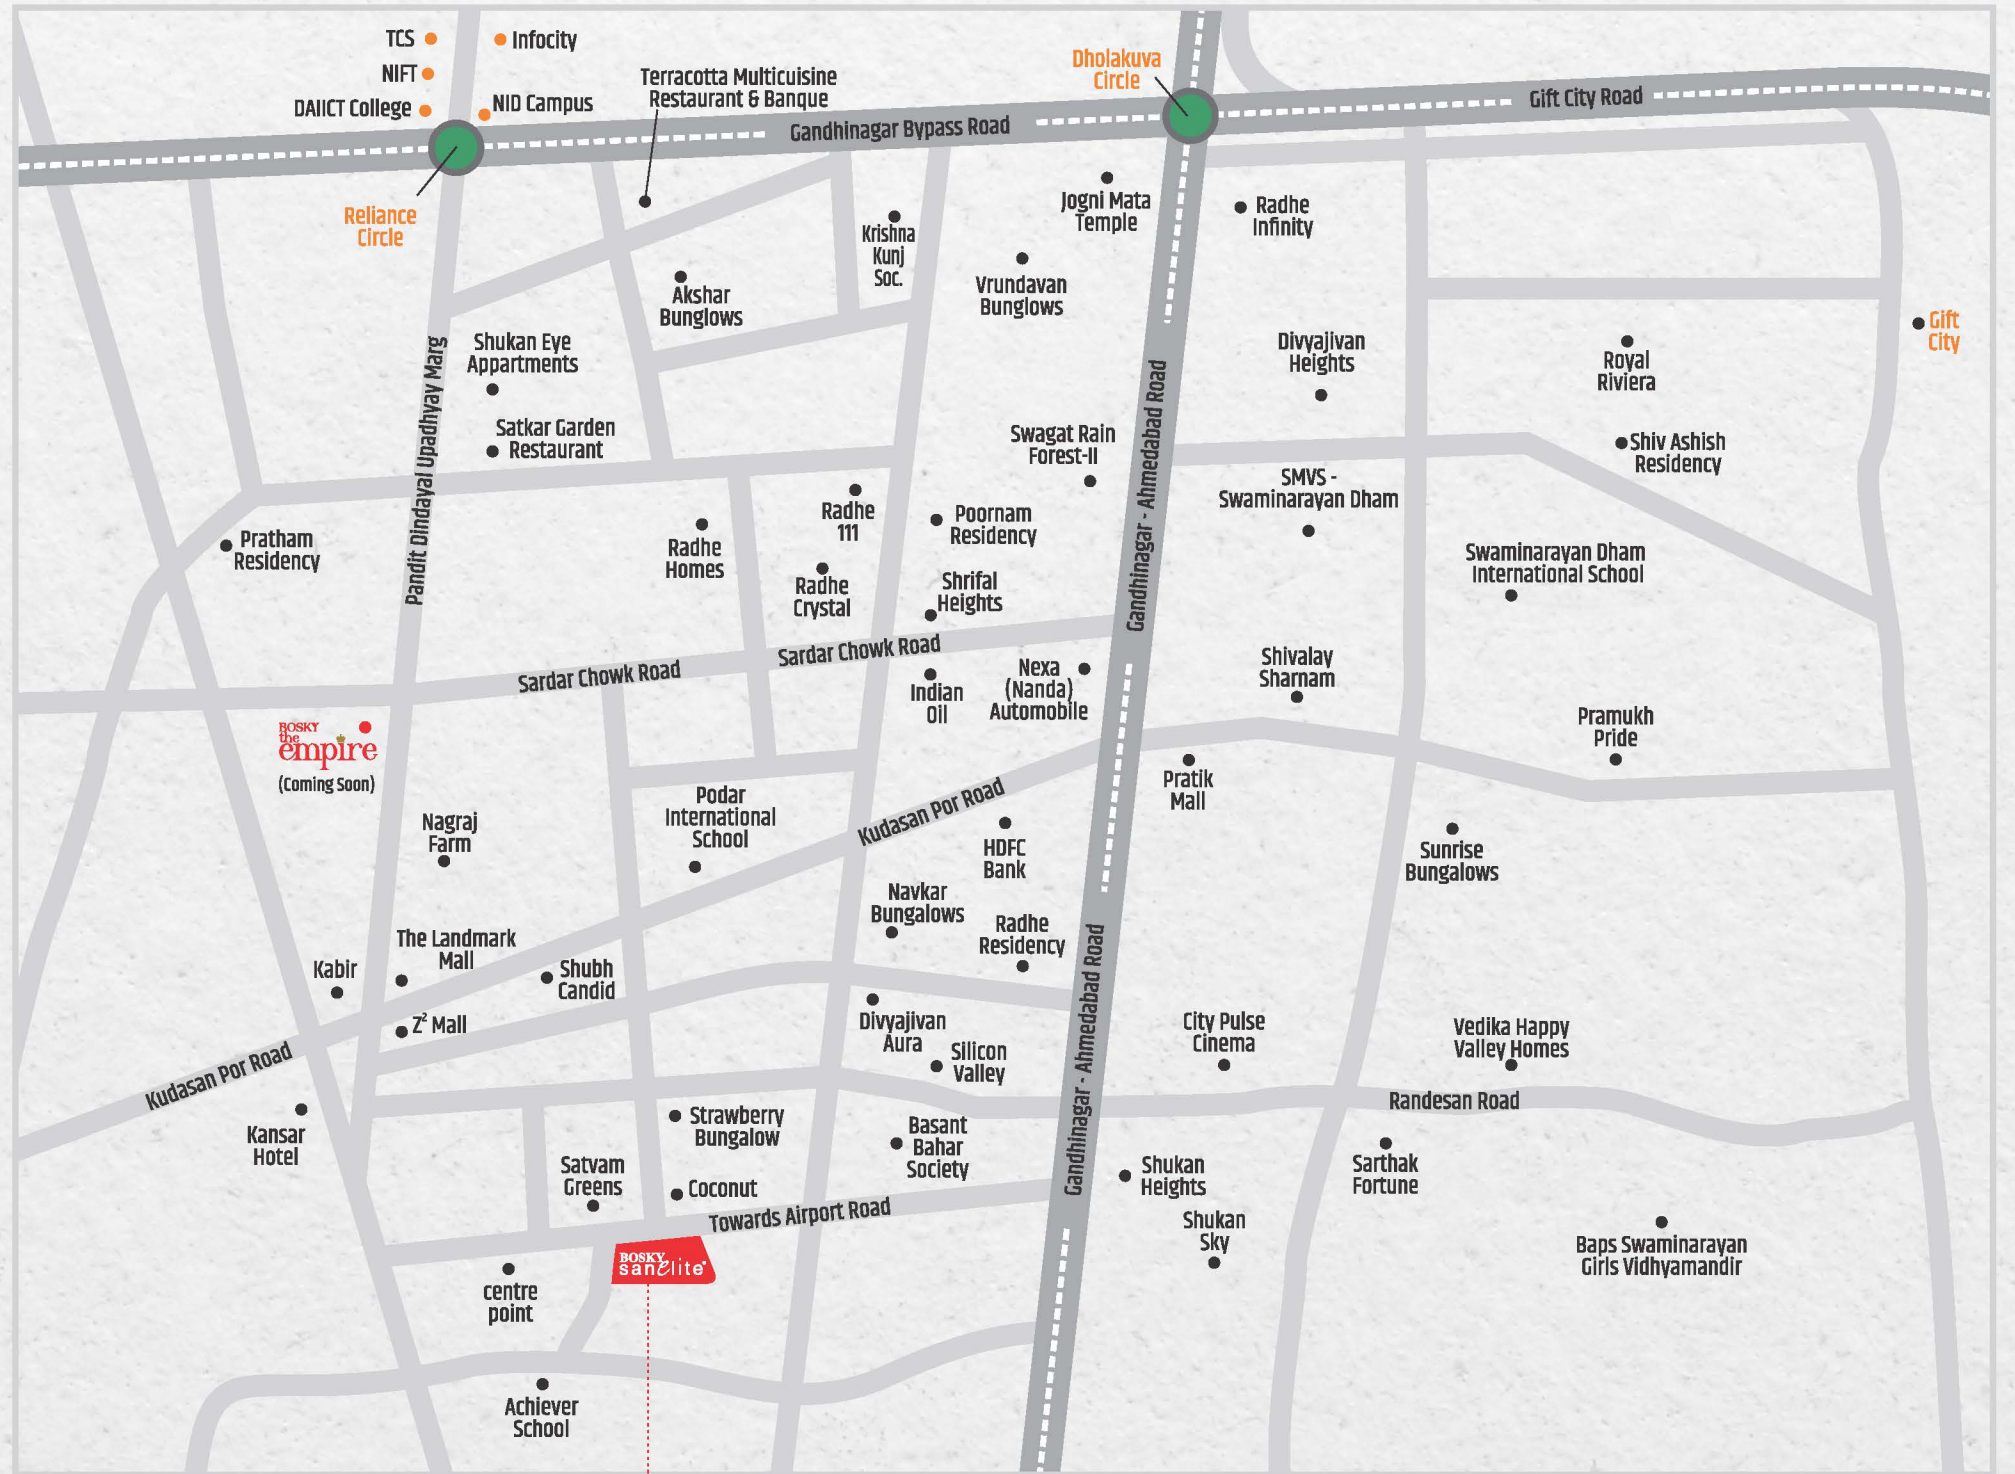 TCS
Infocity
NIFT
DAIICT College
NID Campus
Terracotta Multicuisine
Restaurant & Banque
Dholakuva
Circle
Gandhinagar Bypass Road
Gift City Road
Reliance
Circle
Jogni Mata
Temple
Radhe
Infinity
Krishna
Kunj
Soc.
Vrundavan
Bunglows
Akshar
Bunglows
Gift
City
Shukan Eye
Appartments
Divyajivan
Heights
Royal
Riviera
Pandit Dindayal Upadhyay Marg
Gandhinagar - Ahmedabad Road
Satkar Garden
Restaurant
Swagat Rain
Forest-II
Shiv Ashish
Residency
SMVS -
Swaminarayan Dham
Radhe
111
Poornam
Residency
Pratham
Residency
Radhe
Homes
Swaminarayan Dham
International School
Radhe
Crystal
Shrifal
Heights
Sardar Chowk Road
Sardar Chowk Road
Shivalay
Sharnam
Indian
Oil
Nexa
(Nanda)
Automobile
Pramukh
Pride
BOSKY
the
empire
(Coming Soon)
Pratik
Mall
Podar
International
School
Kudasan Por Road
Nagraj
Farm
HDFC
Bank
Sunrise
Bungalows
Navkar
Bungalows
Radhe
Residency
Gandhinagar - Ahmedabad Road
The Landmark
Mall
Kabir
Shubh
Candid
Z² Mall
Divyajivan
Aura
City Pulse
Cinema
Vedika Happy
Valley Homes
Silicon
Valley
Kudasan Por Road
Randesan Road
Strawberry
Bungalow
Basant
Bahar
Society
Kansar
Hotel
Satvam
Greens
Coconut
Shukan
Heights
Sarthak
Fortune
Towards Airport Road
Shukan
Sky
Baps Swaminarayan
Girls Vidhyamandir
BOSKY
sanElite
centre
point
Achiever
School